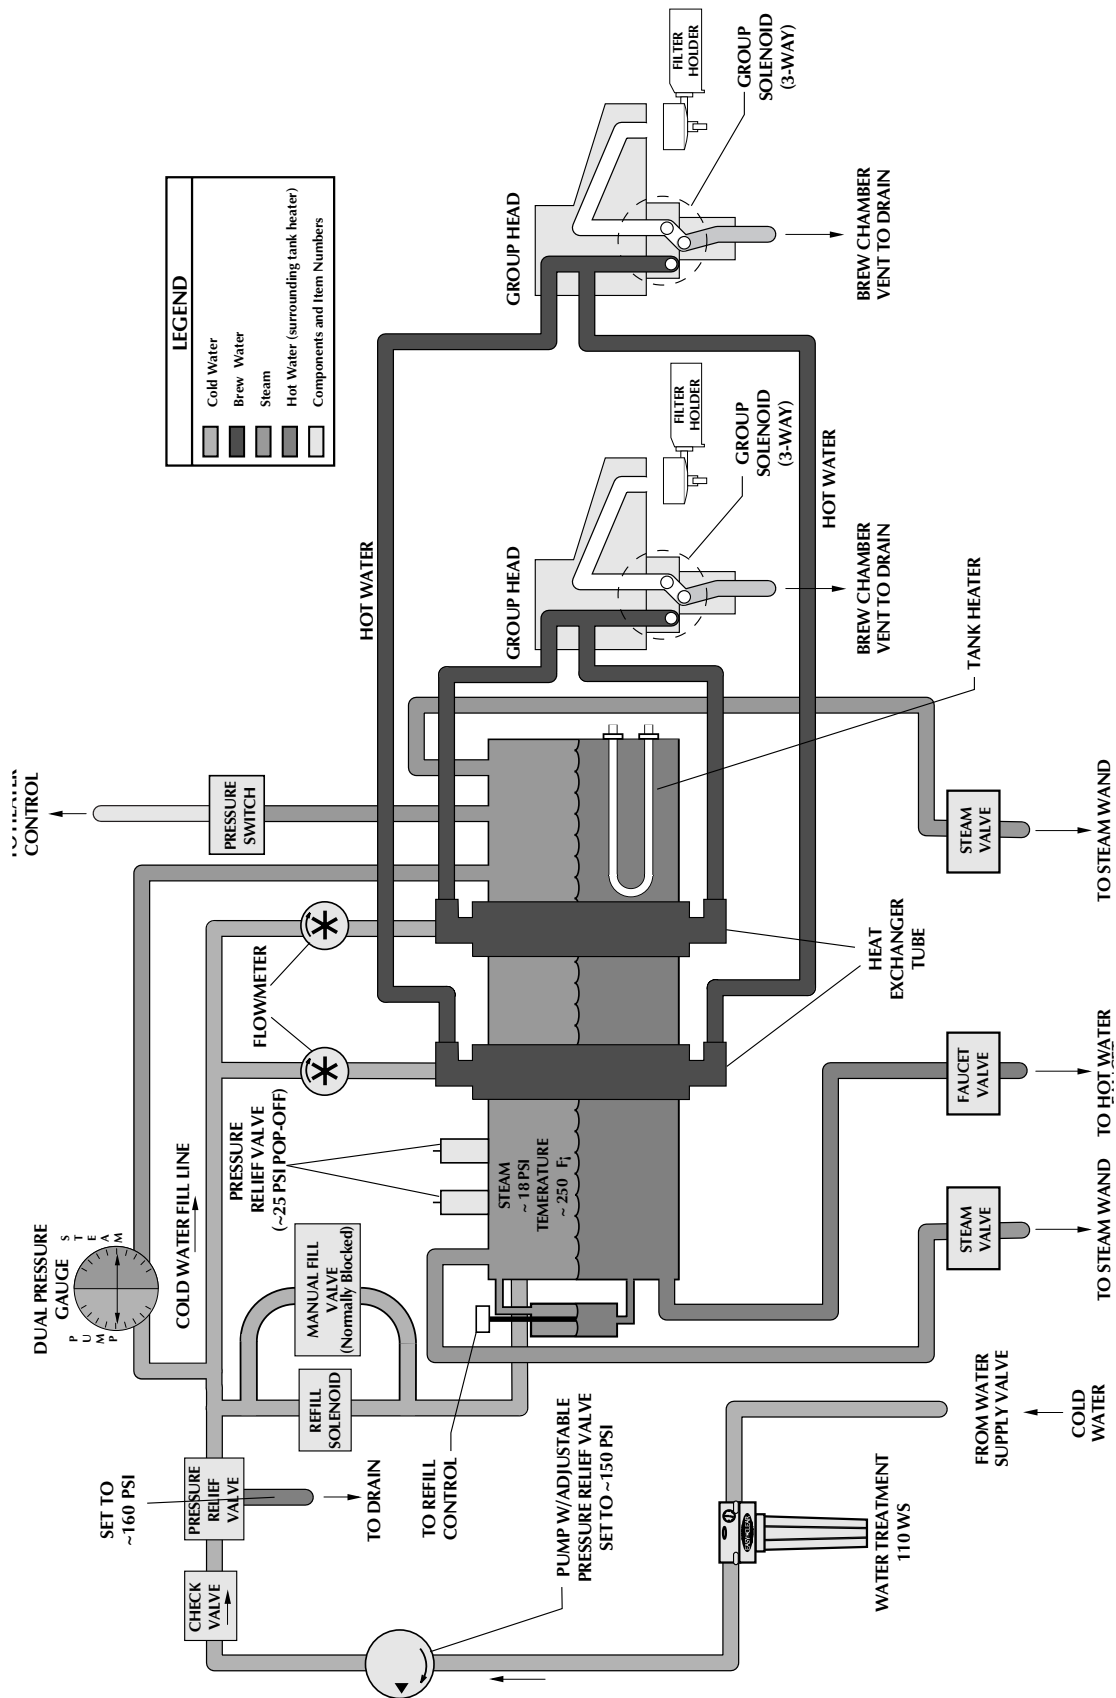 LEGEND
Cold Water
Brew Water
Steam
Hot Water (surrounding tank heater)
Components and Item Numbers
DUAL PRESSURE
GAUGE
PUMP
STEAM
COLD WATER FILL LINE
SET TO
~160 PSI
CHECK
VALVE
PRESSURE
RELIEF
VALVE
TO DRAIN
REFILL
SOLENOID
MANUAL FILL
VALVE
(Normally Blocked)
PRESSURE
RELIEF VALVE
(~25 PSI POP-OFF)
FLOWMETER
PRESSURE
SWITCH
CONTROL
HOT WATER
GROUP HEAD
FILTER
HOLDER
GROUP
SOLENOID
(3-WAY)
BREW CHAMBER
VENT TO DRAIN
GROUP HEAD
FILTER
HOLDER
GROUP
SOLENOID
(3-WAY)
BREW CHAMBER
VENT TO DRAIN
HOT WATER
STEAM
~ 18 PSI
TEMERATURE
~ 250 F¡
TO REFILL
CONTROL
PUMP W/ADJUSTABLE
PRESSURE RELIEF VALVE
SET TO ~150 PSI
WATER TREATMENT
110 WS
FROM WATER
SUPPLY VALVE
COLD
WATER
HEAT
EXCHANGER
TUBE
TANK HEATER
STEAM
VALVE
TO STEAM WAND
FAUCET
VALVE
TO HOT WATER
STEAM
VALVE
TO STEAM WAND